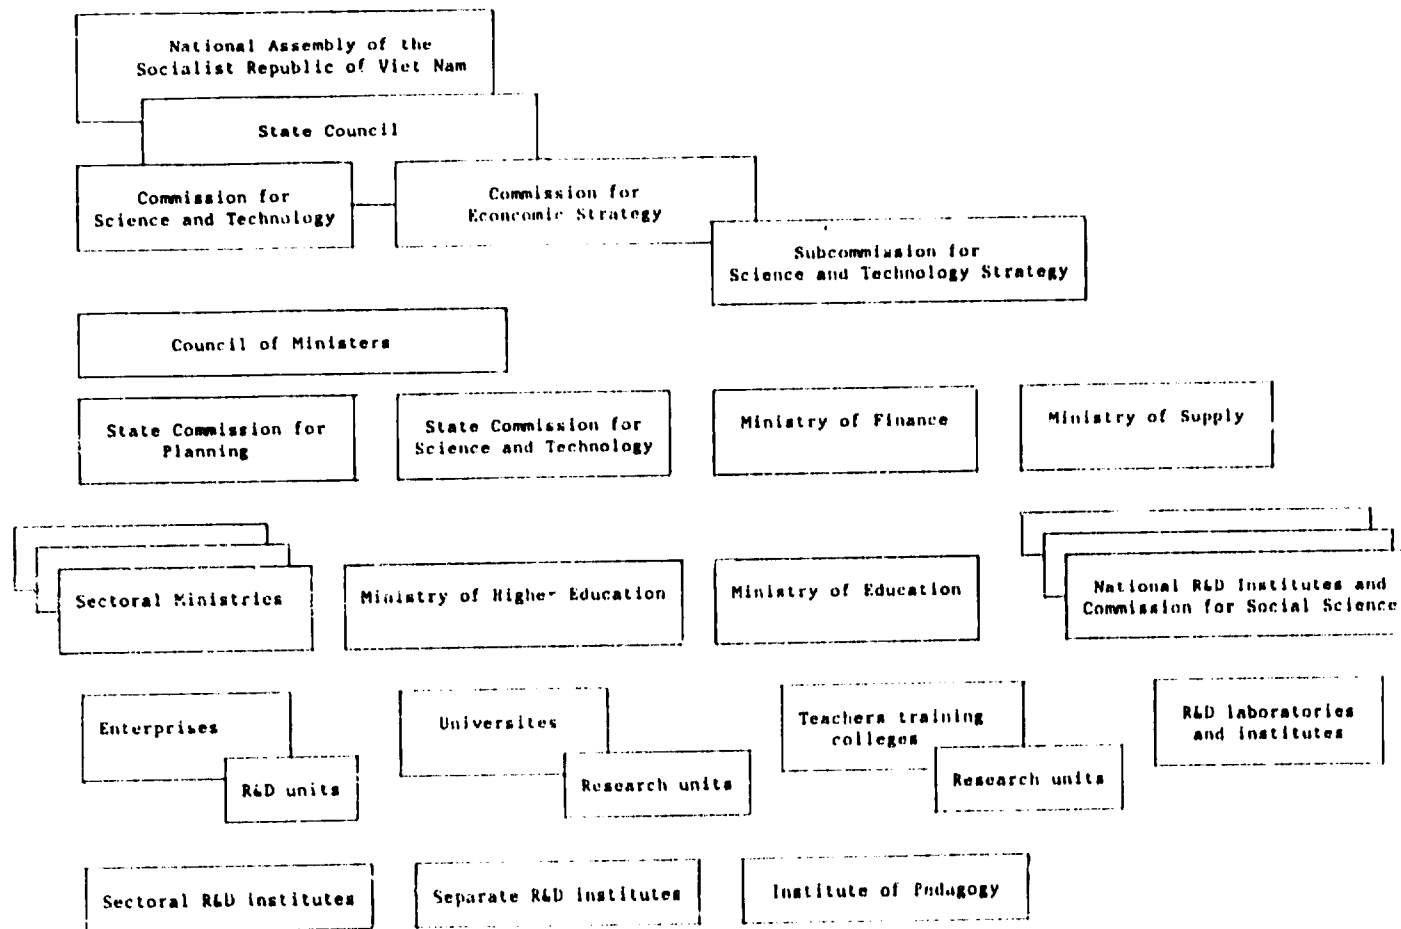 National Assembly of the
Socialist Republic of Viet Nam
State Council
Commission for
Science and Technology
Commission for
Economic Strategy
Subcommission for
Science and Technology Strategy
Council of Ministers
State Commission for
Planning
State Commission for
Science and Technology
Ministry of Finance
Ministry of Supply
Sectoral Ministries
Ministry of Higher Education
Ministry of Education
National R&D Institutes and
Commission for Social Science
Enterprises
R&D units
Universites
Research units
Teachers training
colleges
Research units
R&D laboratories
and institutes
Sectoral R&D institutes
Separate R&D institutes
Institute of Pedagogy